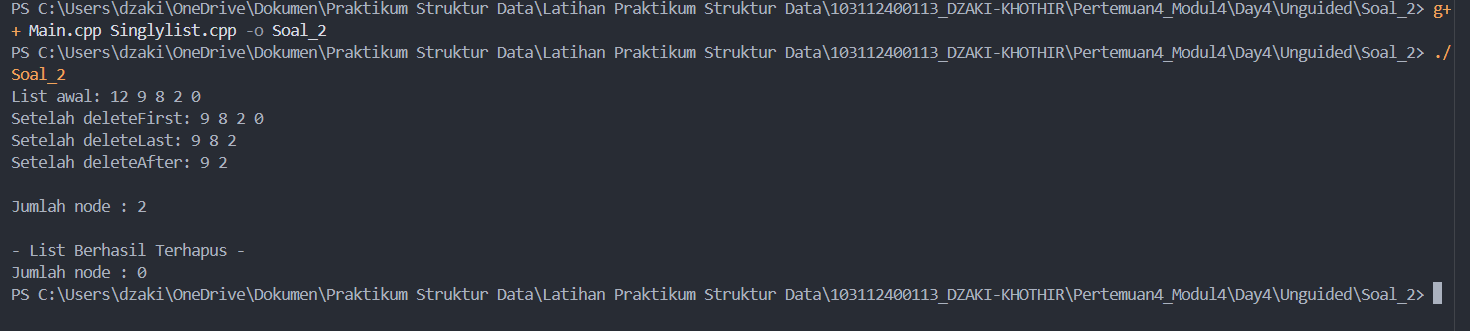 PS C:\Users\dzaki\OneDrive\Dokumen\Praktikum Struktur Data\Latihan Praktikum Struktur Data\103112400113_DZAKI-KHOTHIR\Pertemuan4_Modul4\Day4\Unguided\Soal_2> g+
+ Main.cpp Singlylist.cpp -o Soal_2
PS C:\Users\dzaki\OneDrive\Dokumen\Praktikum Struktur Data\Latihan Praktikum Struktur Data\103112400113_DZAKI-KHOTHIR\Pertemuan4_Modul4\Day4\Unguided\Soal_2> ./
Soal_2
List awal: 12 9 8 2 0
Setelah deleteFirst: 9 8 2 0
Setelah deleteLast: 9 8 2
Setelah deleteAfter: 9 2
Jumlah node : 2
- List Berhasil Terhapus -
Jumlah node : 0
PS C:\Users\dzaki\OneDrive\Dokumen\Praktikum Struktur Data\Latihan Praktikum Struktur Data\103112400113_DZAKI-KHOTHIR\Pertemuan4_Modul4\Day4\Unguided\Soal_2>